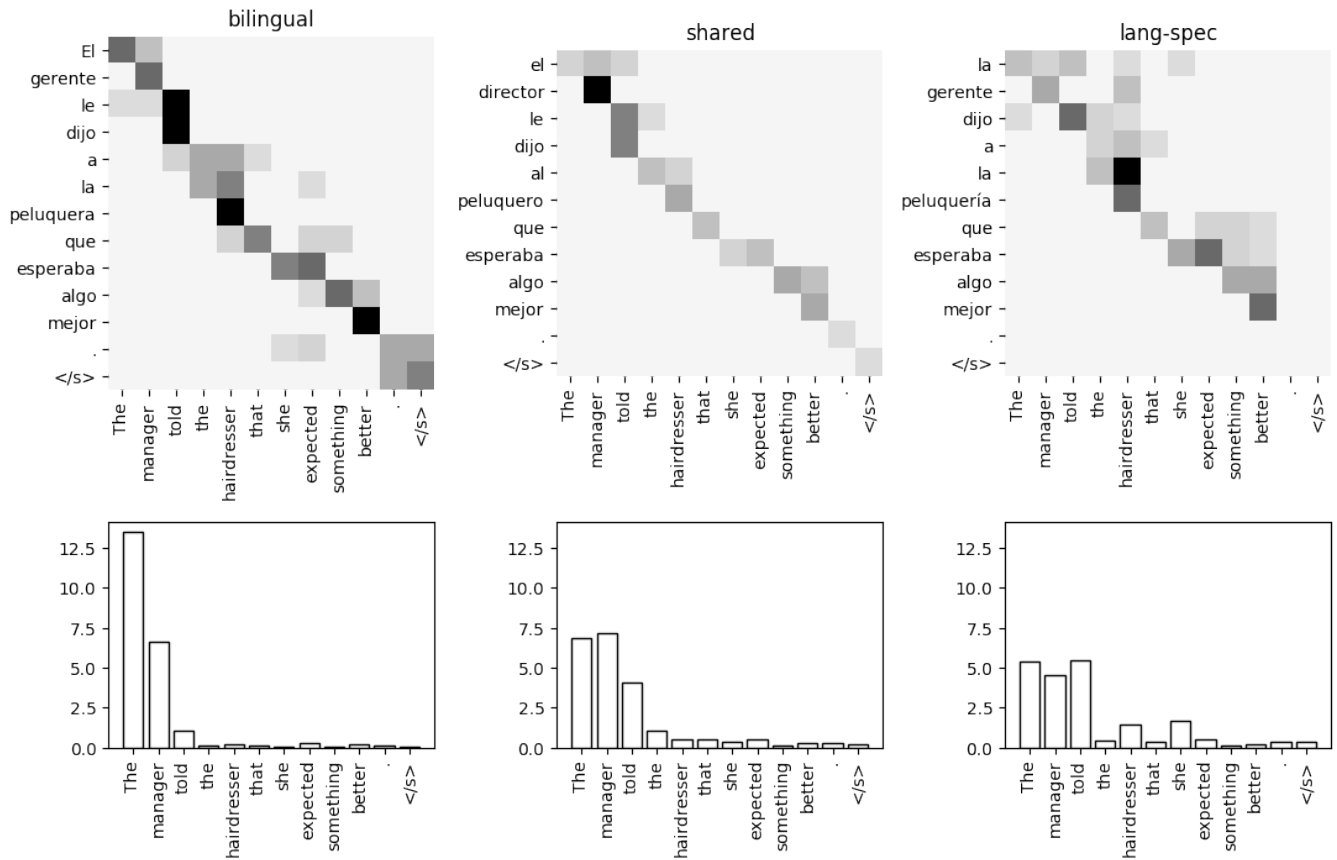 bilingual
El
gerente
le
dijo
a
la
peluquera
que
esperaba
algo
mejor
.
</s>
The
manager
told
the
hairdresser
that
she
expected
something
better
.
</s>
shared
el
director
le
dijo
al
peluquero
que
esperaba
algo
mejor
.
</s>
The
manager
told
the
hairdresser
that
she
expected
something
better
.
</s>
lang-spec
la
gerente
dijo
a
la
peluquería
que
esperaba
algo
mejor
.
</s>
The
manager
told
the
hairdresser
that
she
expected
something
better
.
</s>
12.5
10.0
7.5
5.0
2.5
0.0
The
manager
told
the
hairdresser
that
she
expected
something
better
.
</s>
12.5
10.0
7.5
5.0
2.5
0.0
The
manager
told
the
hairdresser
that
she
expected
something
better
.
</s>
12.5
10.0
7.5
5.0
2.5
0.0
The
manager
told
the
hairdresser
that
she
expected
something
better
.
</s>